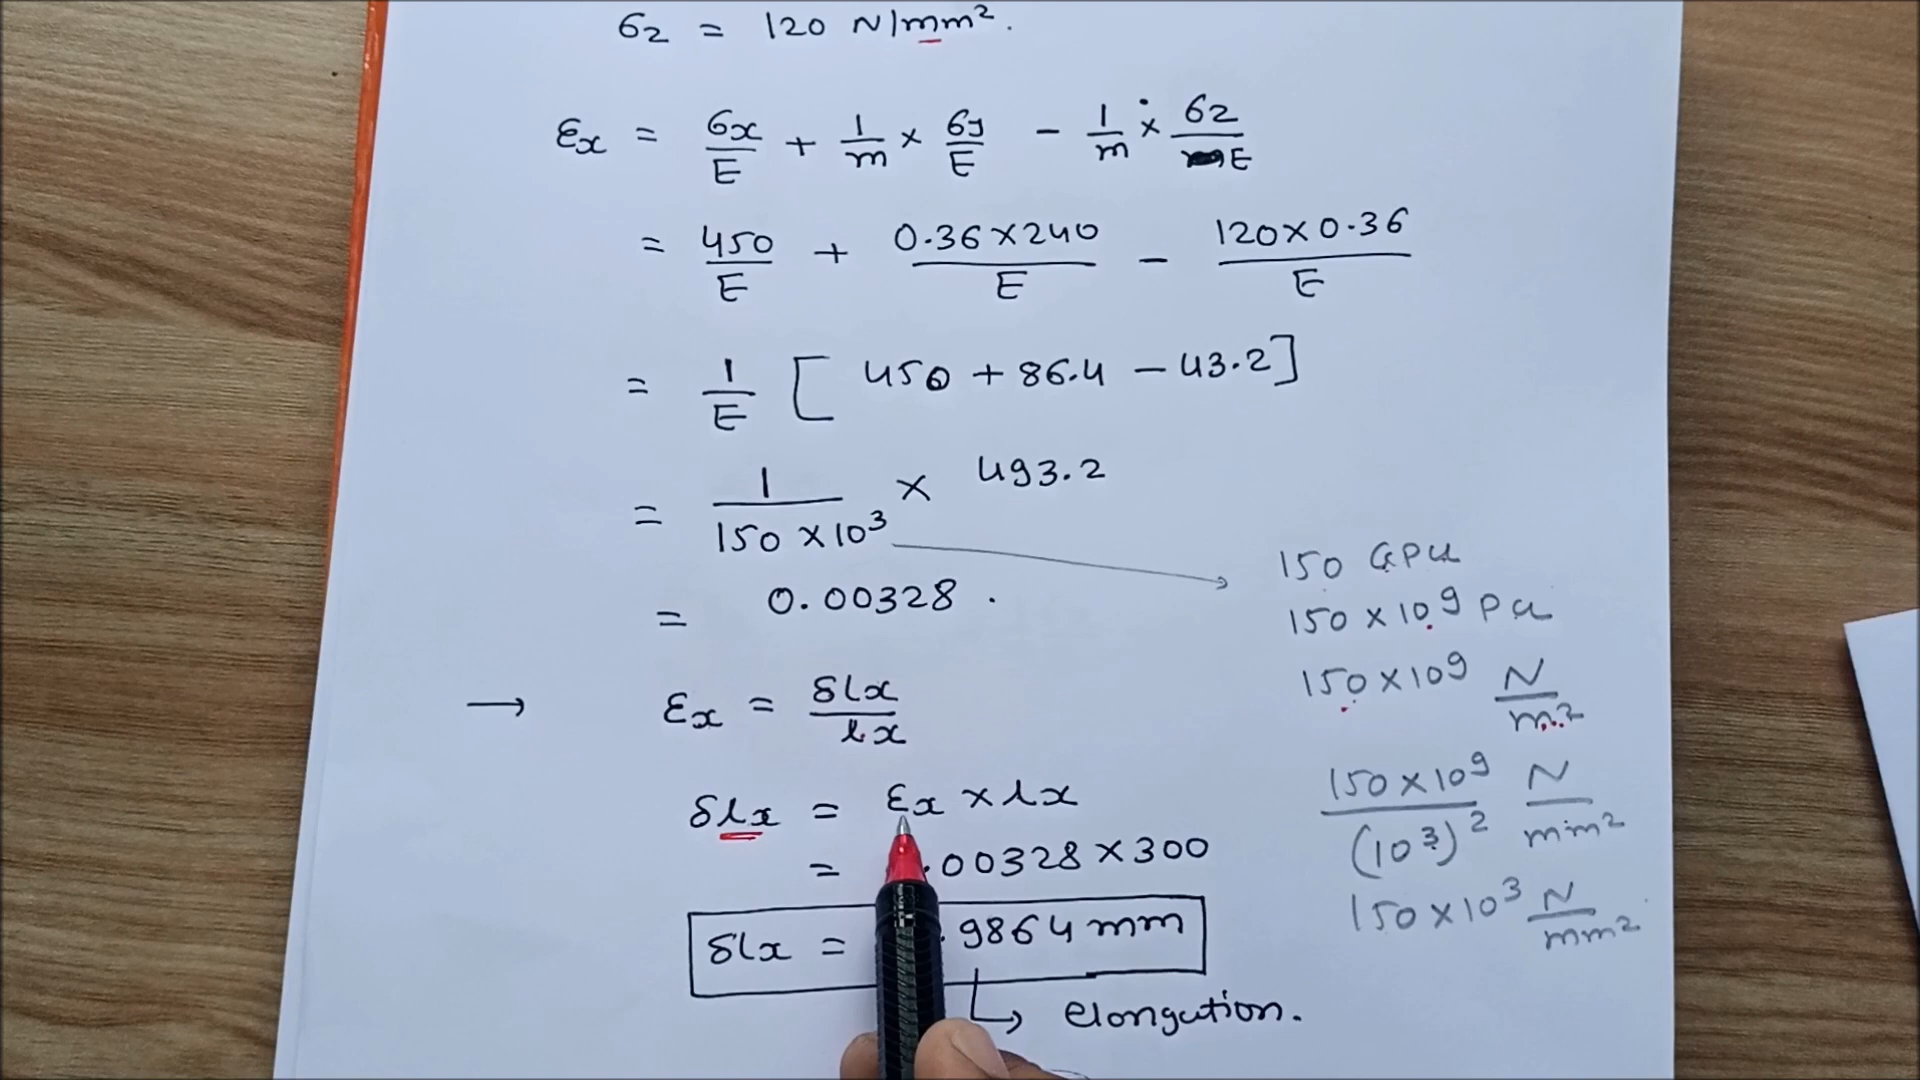 σz = 120 N/mm².
εx = σx/E + 1/m × σy/E − 1/m × σz/E
= 450/E + 0.36×240/E − 120×0.36/E
= 1/E [ 450 + 86.4 − 43.2]
= 1/150×10³ × 493.2
= 0.00328 .
→ εx = δlx/lx
δlx = εx × lx
= .00328×300
δlx = .9864 mm
↳ elongation.
150 GPa
150×10⁹ Pa
150×10⁹ N/m²
150×10⁹/(10³)² N/mm²
150×10³ N/mm²